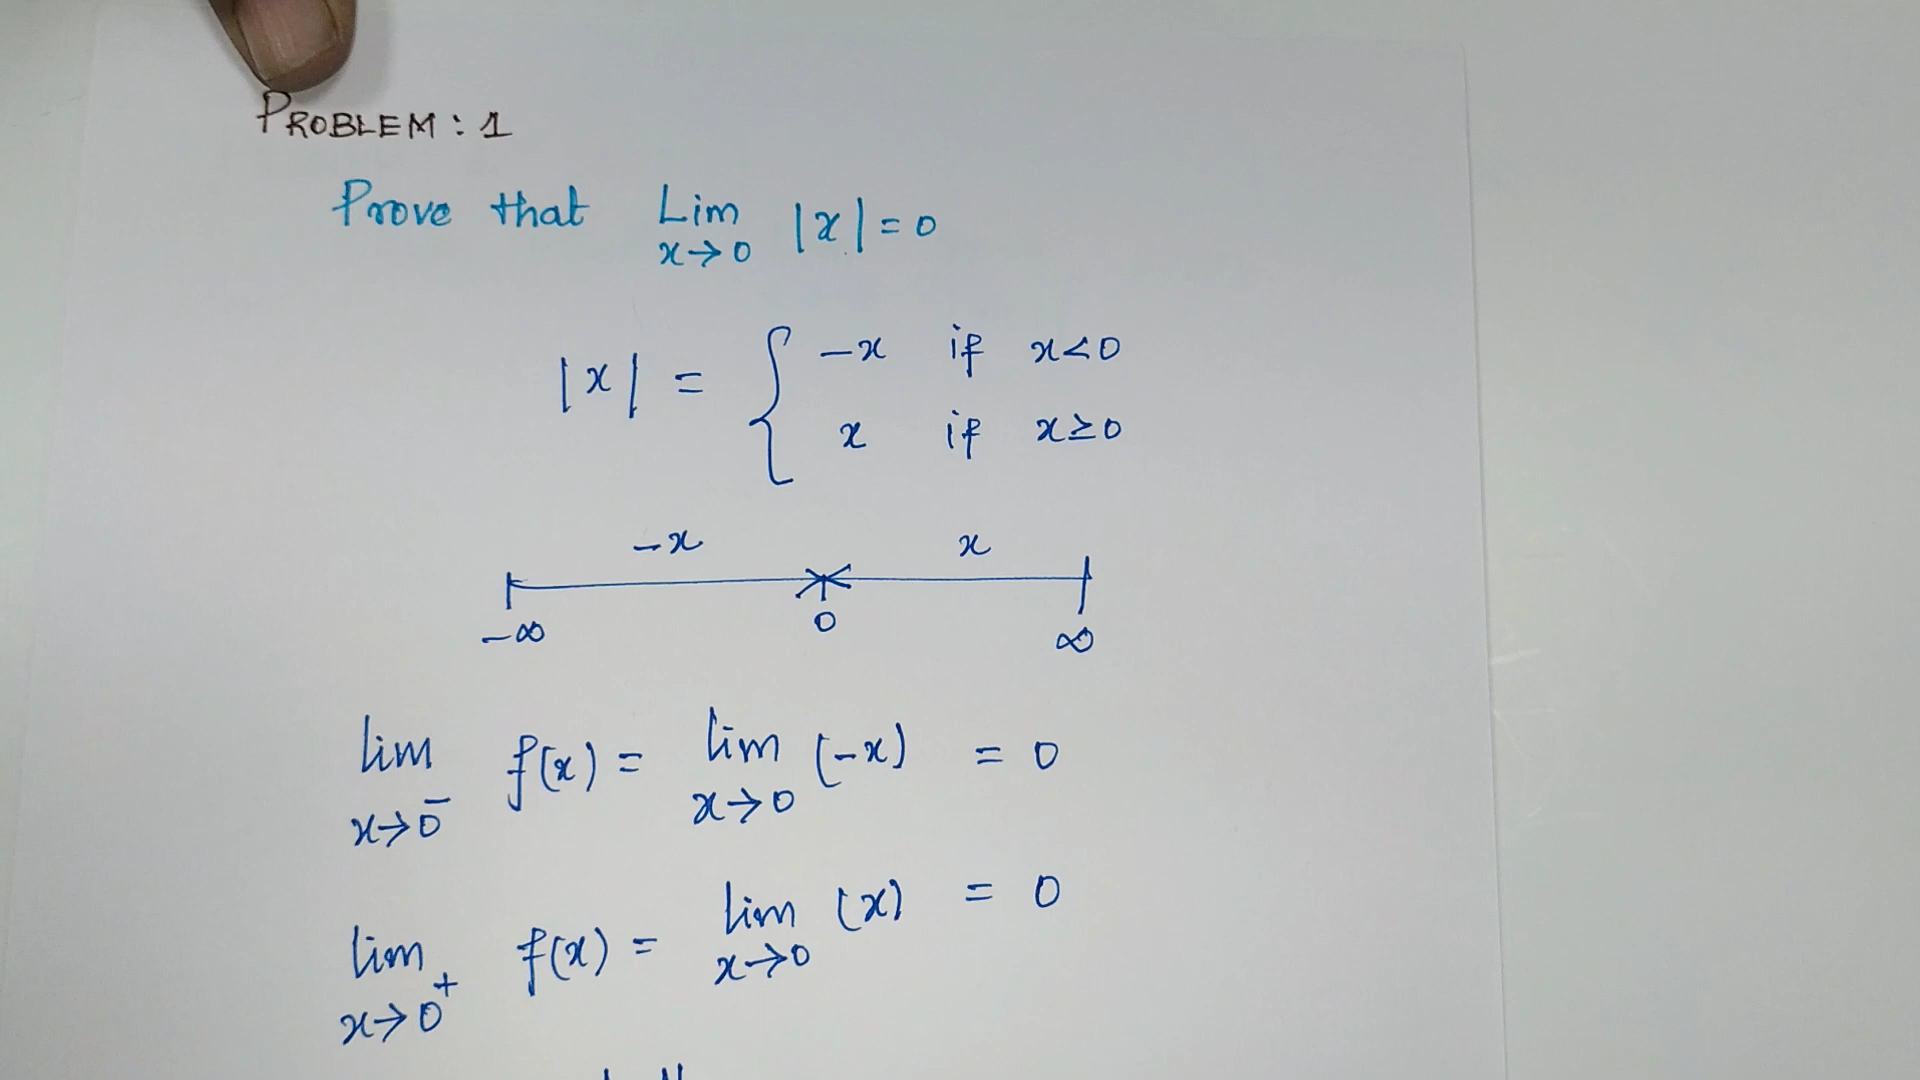 PROBLEM: 1
Prove that Lim x→0 |x| = 0
|x| = { -x if x<0
x if x≥0
-x x
-∞ 0 ∞
lim x→0⁻ f(x) = lim x→0 (-x) = 0
lim x→0⁺ f(x) = lim x→0 (x) = 0